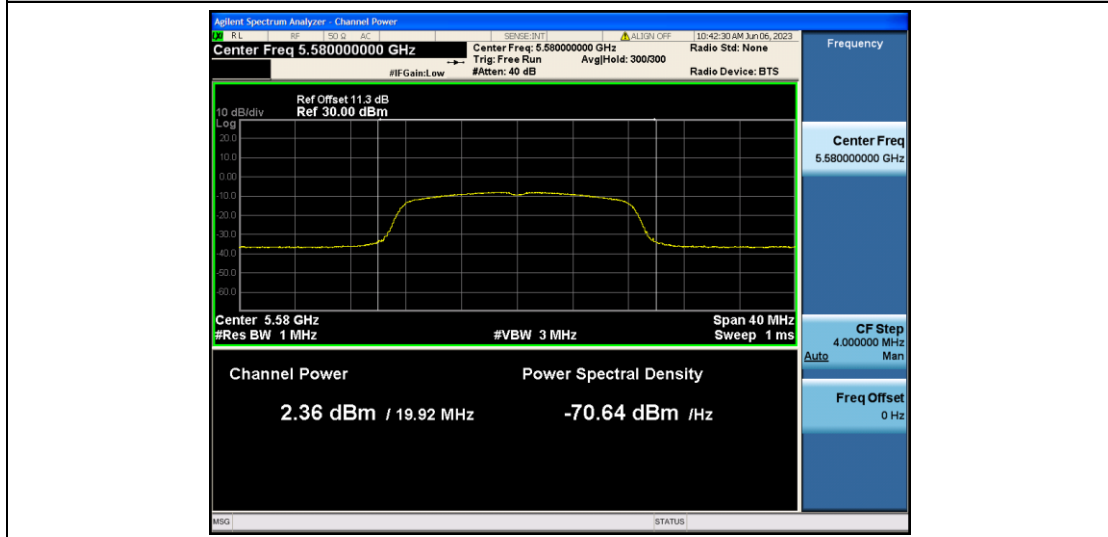 Agilent Spectrum Analyzer - Channel Power
RL RF 50 Ω AC SENSE:INT ALIGN OFF 10:42:30 AM Jun 06, 2023
Center Freq 5.580000000 GHz
Center Freq: 5.580000000 GHz
Radio Std: None
Trig: Free Run Avg|Hold: 300/300
#IFGain:Low #Atten: 40 dB Radio Device: BTS
Ref Offset 11.3 dB
10 dB/div Ref 30.00 dBm
Log
20.0
10.0
0.00
-10.0
-20.0
-30.0
-40.0
-50.0
-60.0
Center 5.58 GHz Span 40 MHz
#Res BW 1 MHz #VBW 3 MHz Sweep 1 ms
Channel Power Power Spectral Density
2.36 dBm / 19.92 MHz -70.64 dBm /Hz
MSG STATUS
Frequency
Center Freq
5.580000000 GHz
CF Step
4.000000 MHz
Auto Man
Freq Offset
0 Hz